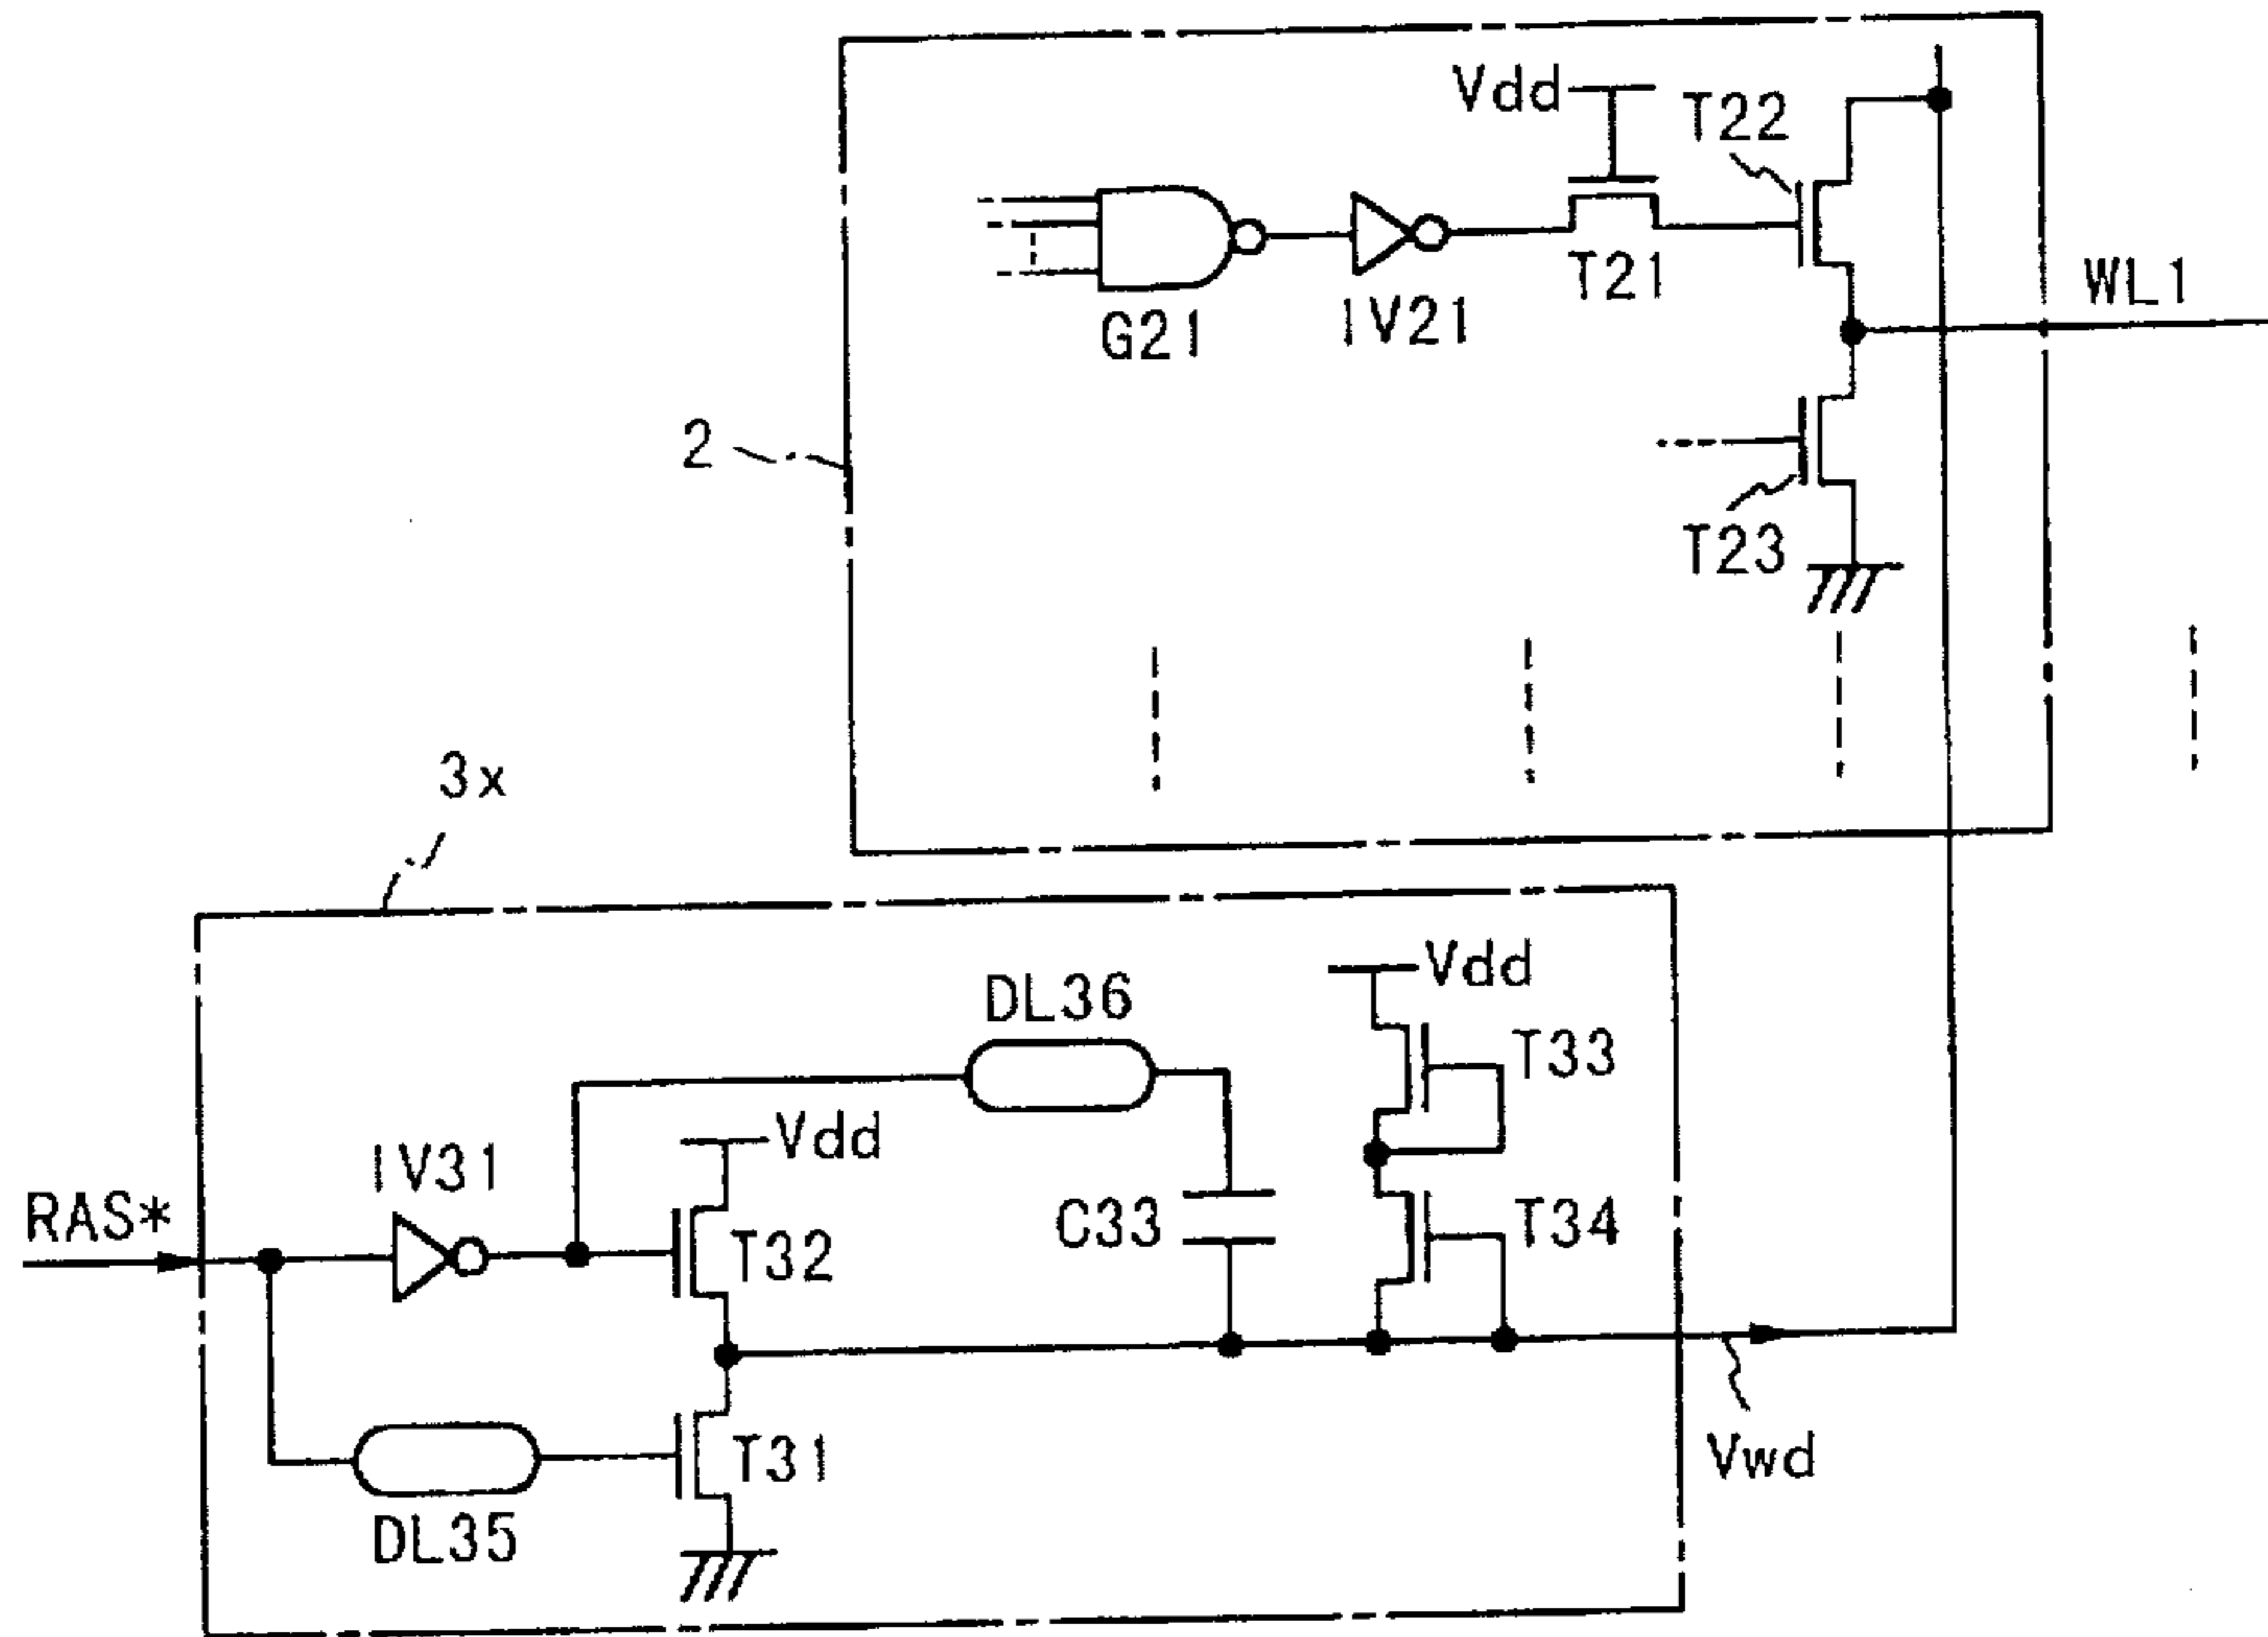 Vdd
T22
T21
G21
IV21
WL1
2
T23
3x
Vdd
DL36
T33
Vdd
IV31
RAS*
C33
T34
T32
T31
Vwd
DL35